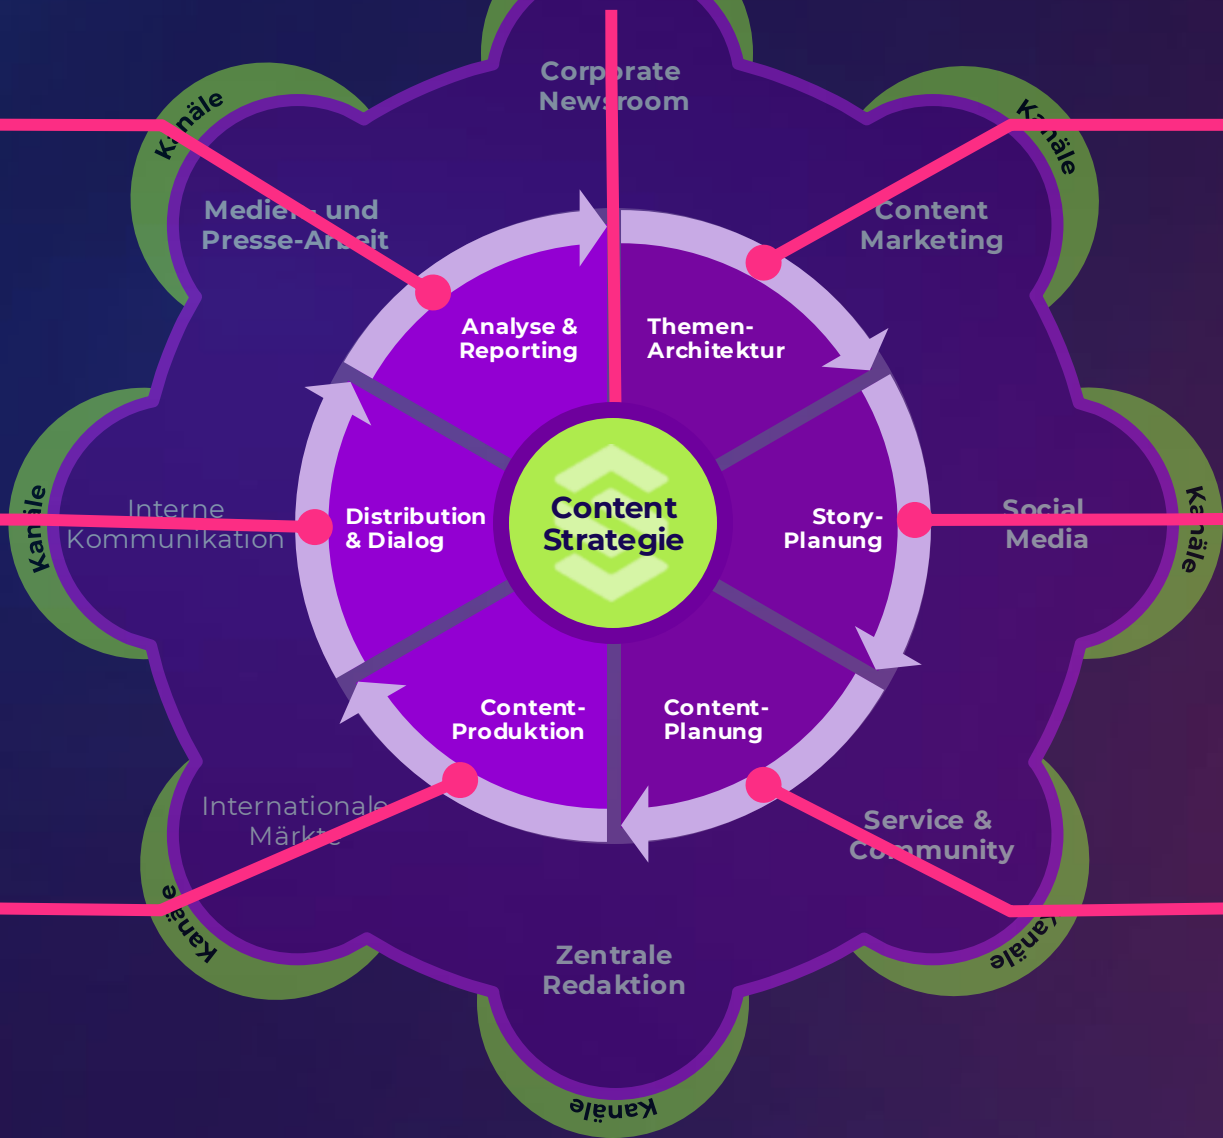 Corporate
Newsroom
Kanäle
Kanäle
Medien- und
Presse-Arbeit
Content
Marketing
Analyse &
Reporting
Themen-
Architektur
Kanäle
Interne
Kommunikation
Distribution
& Dialog
Content
Strategie
Story-
Planung
Social
Media
Kanäle
Content-
Produktion
Content-
Planung
Internationale
Märkte
Service &
Community
Kanäle
Kanäle
Zentrale
Redaktion
Kanäle